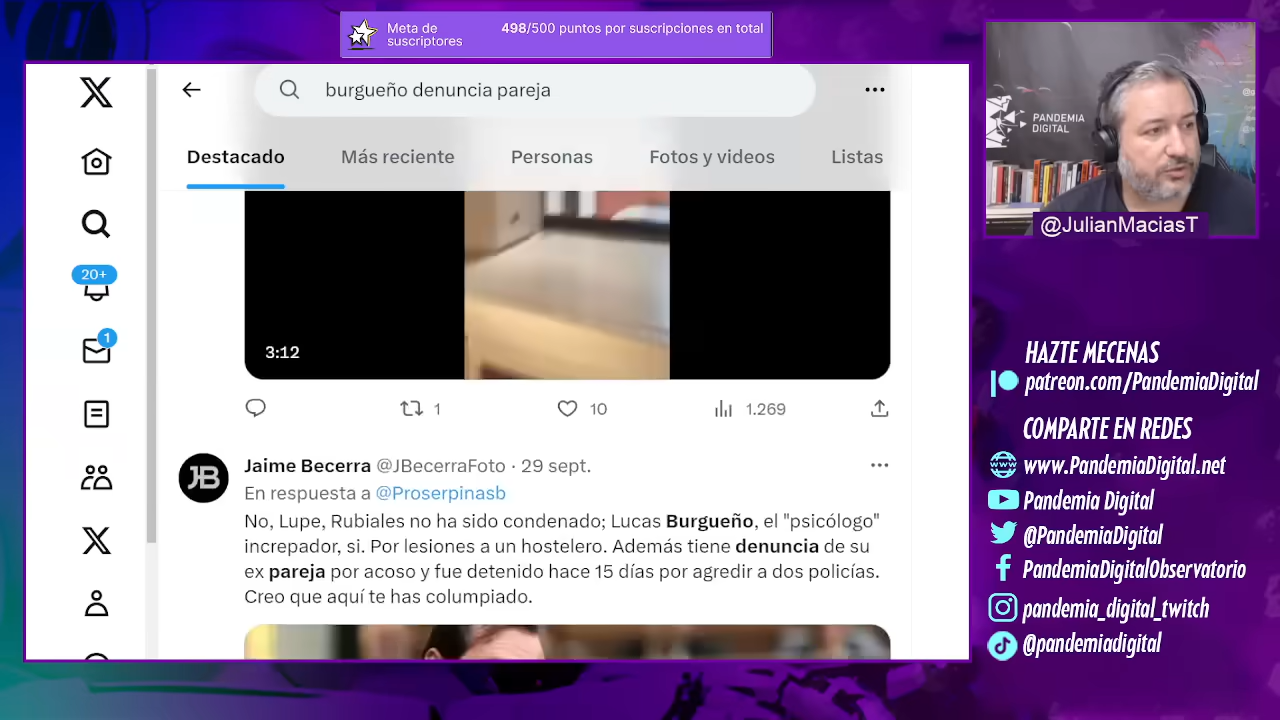 Meta de
suscriptores
498/500 puntos por suscripciones en total
burgueño denuncia pareja
Destacado
Más reciente
Personas
Fotos y videos
Listas
20+
1
3:12
1
10
1.269
JB
Jaime Becerra @JBecerraFoto · 29 sept.
En respuesta a @Proserpinasb
No, Lupe, Rubiales no ha sido condenado; Lucas Burgueño, el "psicólogo"
increpador, si. Por lesiones a un hostelero. Además tiene denuncia de su
ex pareja por acoso y fue detenido hace 15 días por agredir a dos policías.
Creo que aquí te has columpiado.
PANDEMIA
DIGITAL
@JulianMaciasT
HAZTE MECENAS
patreon.com/PandemiaDigital
COMPARTE EN REDES
www.PandemiaDigital.net
Pandemia Digital
@PandemiaDigital
PandemiaDigitalObservatorio
pandemia_digital_twitch
@pandemiadigital